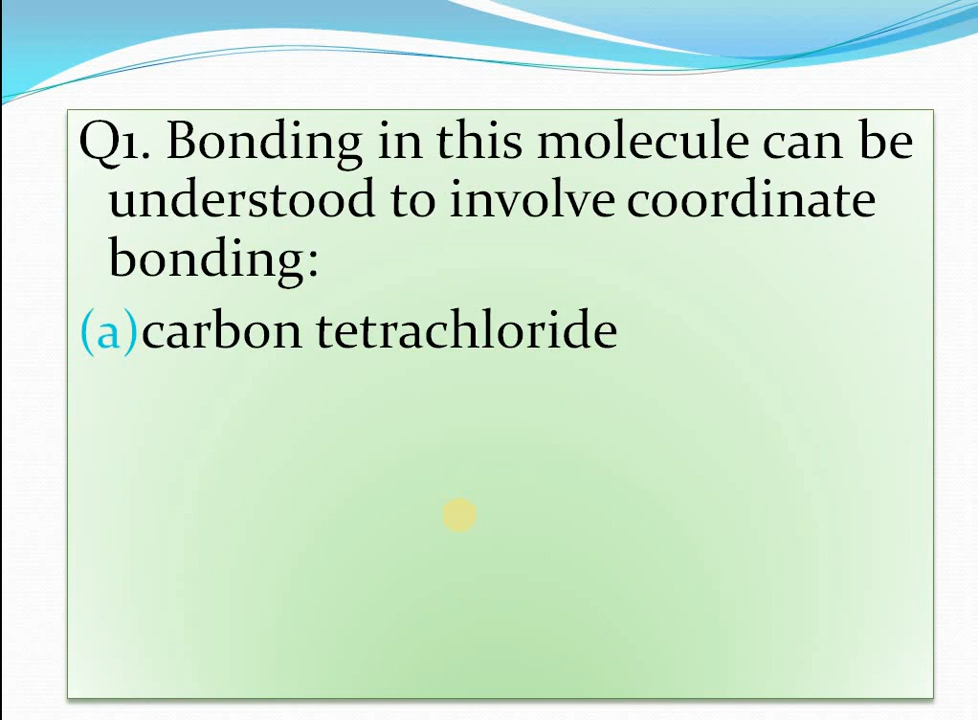 Q1. Bonding in this molecule can be
understood to involve coordinate
bonding:
(a)carbon tetrachloride